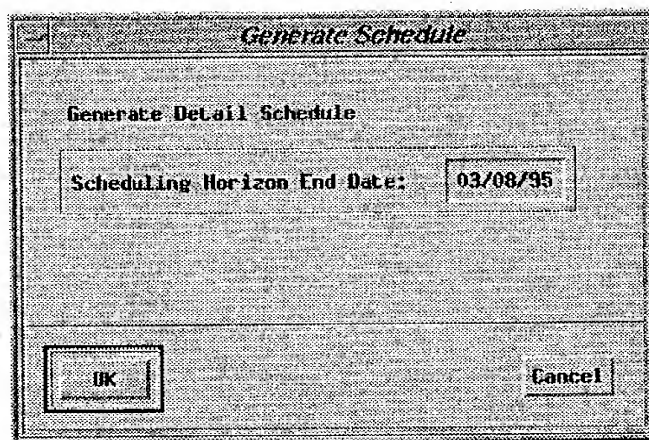 Generate Schedule
Generate Detail Schedule
Scheduling Horizon End Date: 03/08/95
OK Cancel